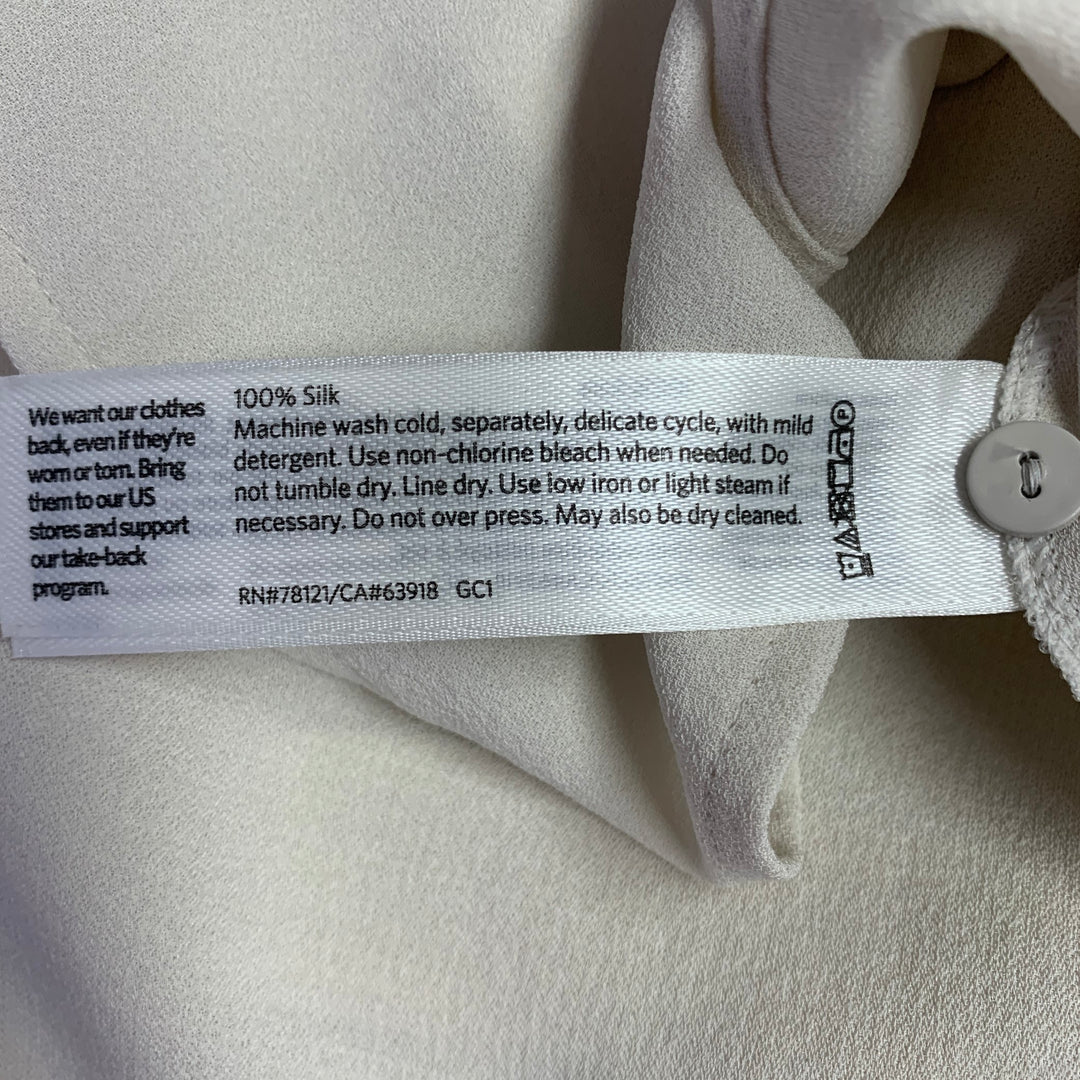 We want our clothes
back, even if they're
worn or torn. Bring
them to our US
stores and support
our take-back
program.
100% Silk
Machine wash cold, separately, delicate cycle, with mild
detergent. Use non-chlorine bleach when needed. Do
not tumble dry. Line dry. Use low iron or light steam if
necessary. Do not over press. May also be dry cleaned.
RN#78121/CA#63918 GC1
P